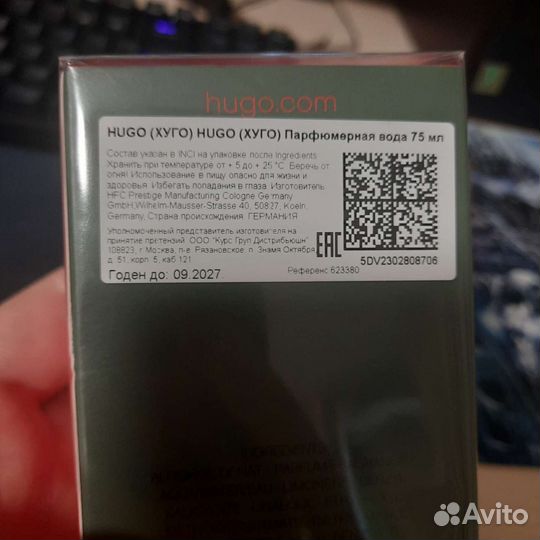 hugo.com
HUGO (ХУГО) HUGO (ХУГО) Парфюмерная вода 75 мл
Состав указан в INCI на упаковке после Ingredients
Хранить при температуре от + 5 до + 25 °C. Беречь от
огня! Использование в пищу опасно для жизни и
здоровья. Избегать попадания в глаза. Изготовитель:
HFC Prestige Manufacturing Cologne Germany
GmbH,Wilhelm-Mausser-Strasse 40, 50827, Koeln,
Germany, Страна происхождения: ГЕРМАНИЯ
Уполномоченный представитель изготовителя на
принятие претензий: ООО "Курс Груп Дистрибьюшн"
108823, г. Москва, п-е. Рязановское, п. Знамя Октября
д. 51, корп. 5, каб 121
EAC
5DV2302808706
Референс 623380
Годен до: 09.2027
Avito